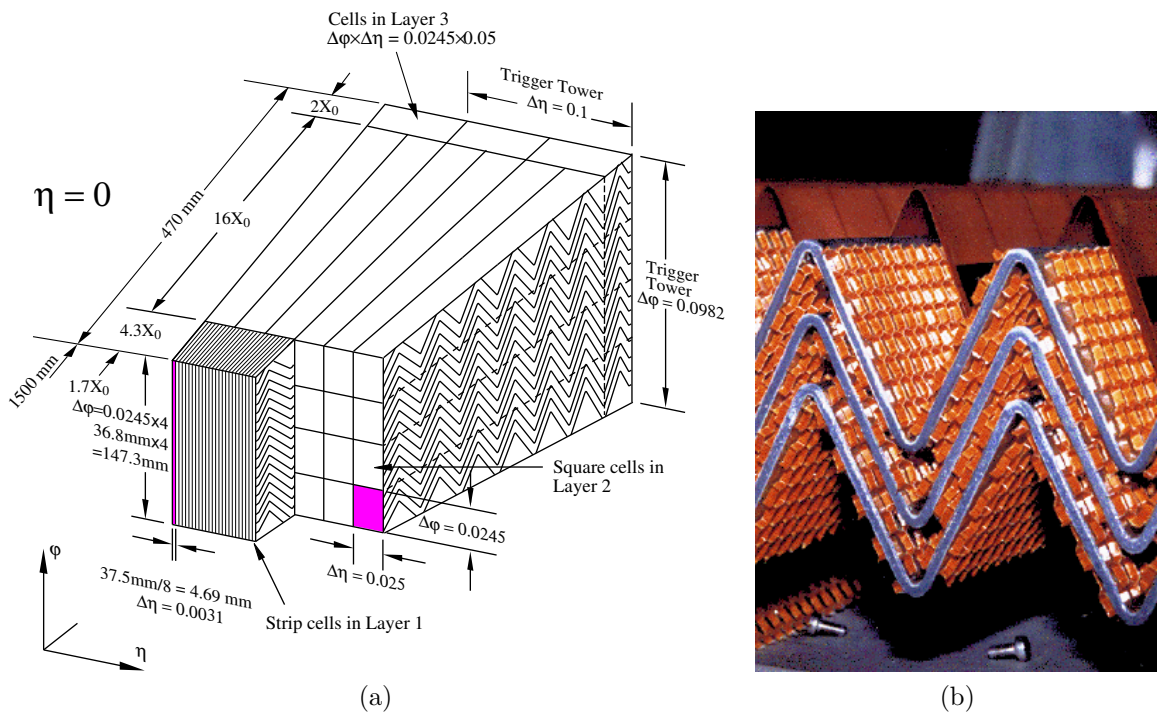 Cells in Layer 3
Δφ×Δη = 0.0245×0.05
Trigger Tower
Δη = 0.1
2X₀
η = 0
470 mm
16X₀
Trigger
Tower
Δφ = 0.0982
4.3X₀
1500 mm
1.7X₀
Δφ=0.0245x4
36.8mmx4
=147.3mm
Square cells in
Layer 2
Δφ = 0.0245
Δη = 0.025
37.5mm/8 = 4.69 mm
Δη = 0.0031
Strip cells in Layer 1
φ
η
(a)
(b)